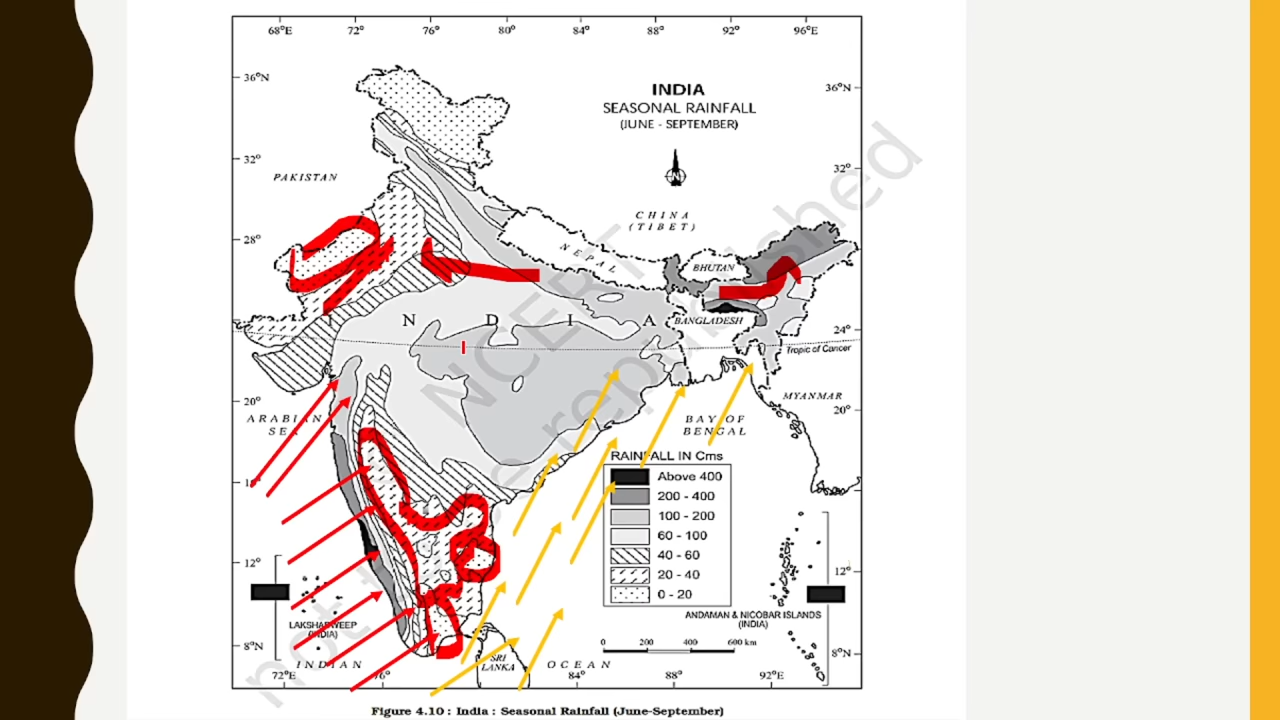 68°E 72° 76° 80° 84° 88° 92° 96°E
36°N
36°N
INDIA
SEASONAL RAINFALL
(JUNE - SEPTEMBER)
N
32°
32°
PAKISTAN
CHINA
(TIBET)
28°
NEPAL
BHUTAN
I N D I A
BANGLADESH
24°
Tropic of Cancer
MYANMAR
20°
20°
ARABIAN
SEA
BAY OF
BENGAL
RAINFALL IN Cms
Above 400
200 - 400
100 - 200
60 - 100
40 - 60
20 - 40
0 - 20
12°
12°
LAKSHADWEEP
(INDIA)
ANDAMAN & NICOBAR ISLANDS
(INDIA)
0 200 400 600 km
8°N
8°N
INDIAN OCEAN
SRI
LANKA
72°E 76° 84° 88° 92°E
Figure 4.10 : India : Seasonal Rainfall (June-September)
NCERT
not republished